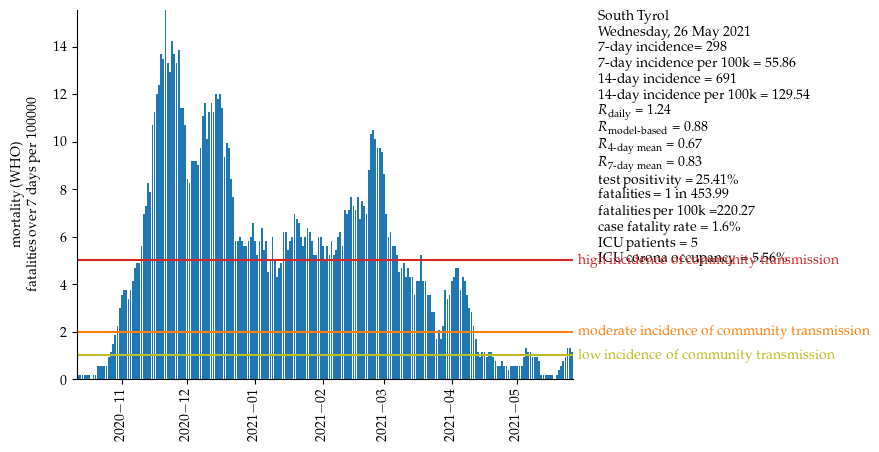 South Tyrol
Wednesday, 26 May 2021
7-day incidence= 298
7-day incidence per 100k = 55.86
14-day incidence = 691
14-day incidence per 100k = 129.54
R daily = 1.24
R model-based = 0.88
R 4-day mean = 0.67
R 7-day mean = 0.83
test positivity = 25.41%
fatalities = 1 in 453.99
fatalities per 100k =220.27
case fatality rate = 1.6%
ICU patients = 5
ICU corona occupancy = 5.56%
high incidence of community transmission
moderate incidence of community transmission
low incidence of community transmission
mortality (WHO)
fatalities over 7 days per 100000
14
12
10
8
6
4
2
0
2020−11
2020−12
2021−01
2021−02
2021−03
2021−04
2021−05